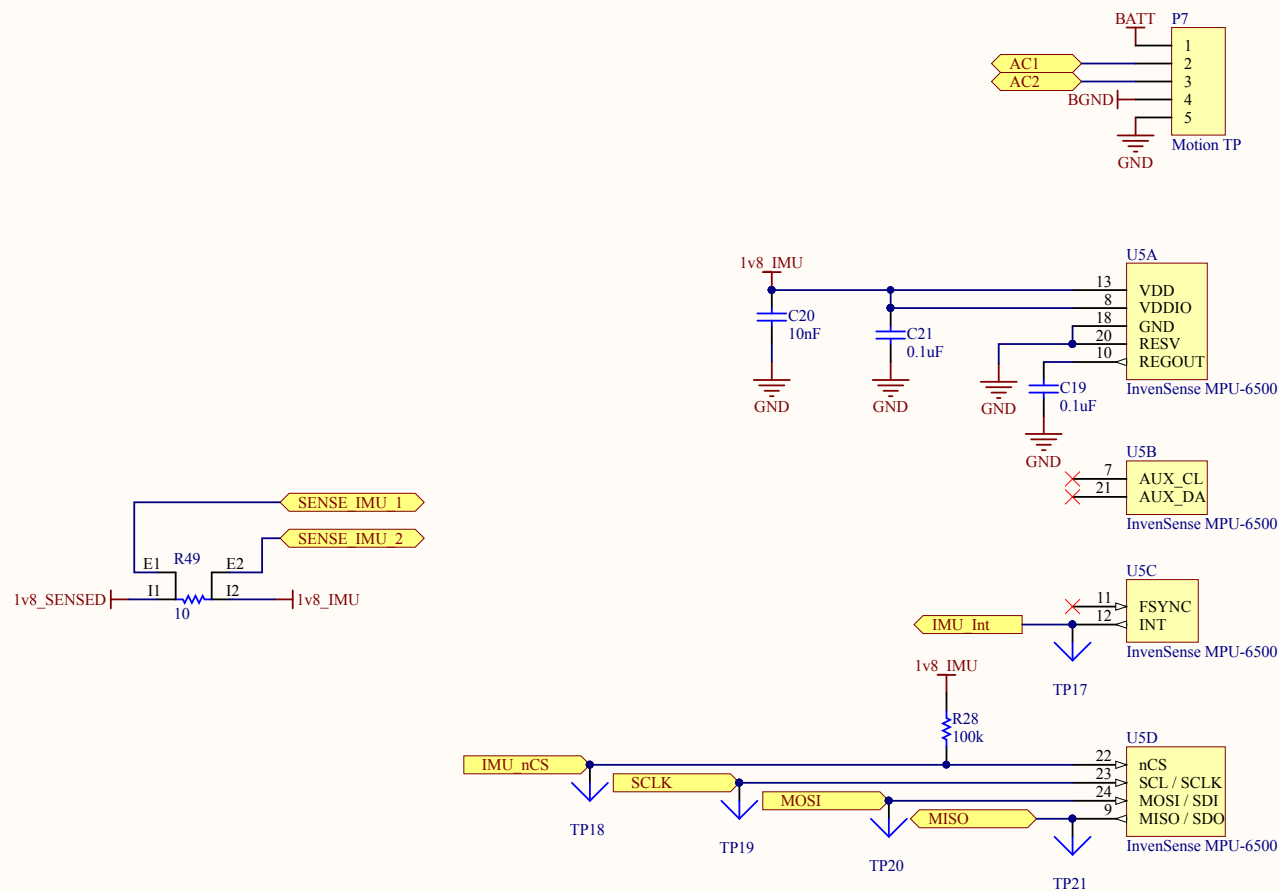 BATT
P7
1
AC1
2
AC2
3
BGND
4
5
GND
Motion TP
U5A
1v8_IMU
13
VDD
8
VDDIO
C20
10nF
18
GND
C21
0.1uF
20
RESV
10
REGOUT
InvenSense MPU-6500
C19
0.1uF
GND
GND
GND
GND
U5B
7
AUX_CL
21
AUX_DA
InvenSense MPU-6500
SENSE_IMU_1
SENSE_IMU_2
E1
R49
E2
I1
I2
1v8_SENSED
1v8_IMU
10
U5C
11
FSYNC
12
INT
IMU_Int
InvenSense MPU-6500
TP17
1v8_IMU
R28
100k
U5D
IMU_nCS
22
nCS
SCLK
23
SCL / SCLK
MOSI
24
MOSI / SDI
MISO
9
MISO / SDO
InvenSense MPU-6500
TP18
TP19
TP20
TP21